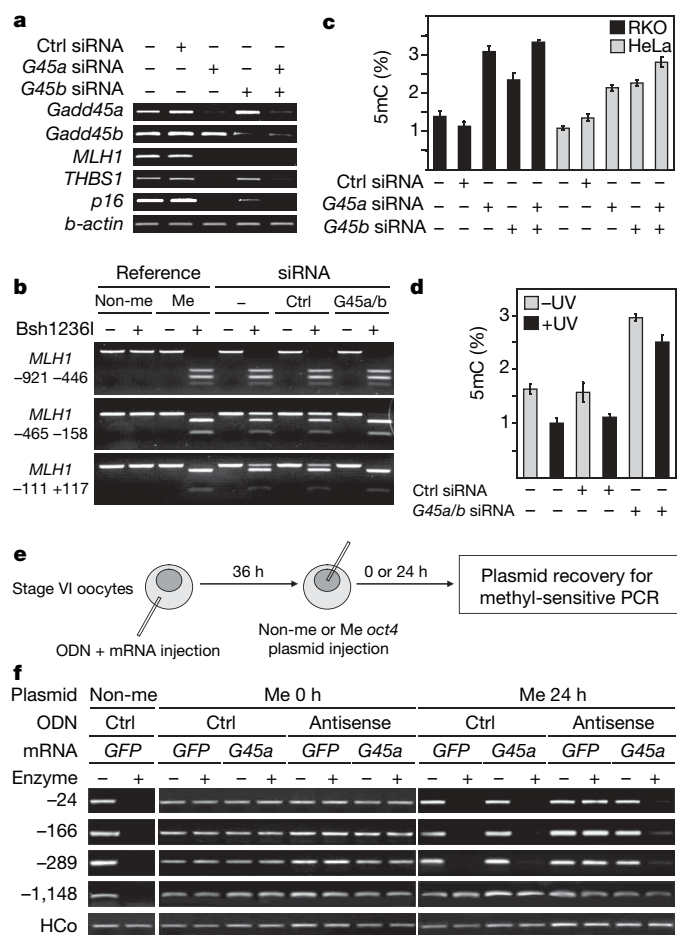 a
Ctrl siRNA – + – – –
G45a siRNA – – + – +
G45b siRNA – – – + +
Gadd45a
Gadd45b
MLH1
THBS1
p16
b-actin
c
5mC (%)
3
2
1
RKO
HeLa
Ctrl siRNA – + – – – – + – – –
G45a siRNA – – + – + – – + – +
G45b siRNA – – – + + – – – + +
b
Reference siRNA
Non-me Me – Ctrl G45a/b
Bsh1236I – + – + – + – + – +
MLH1
–921 –446
MLH1
–465 –158
MLH1
–111 +117
d
5mC (%)
3
2
1
–UV
+UV
Ctrl siRNA – – + + – –
G45a/b siRNA – – – – + +
e
Stage VI oocytes
36 h
0 or 24 h
Plasmid recovery for
methyl-sensitive PCR
ODN + mRNA injection
Non-me or Me oct4
plasmid injection
f
Plasmid Non-me Me 0 h Me 24 h
ODN Ctrl Ctrl Antisense Ctrl Antisense
mRNA GFP GFP G45a GFP G45a GFP G45a GFP G45a
Enzyme – + – + – + – + – + – + – + – + – +
–24
–166
–289
–1,148
HCo